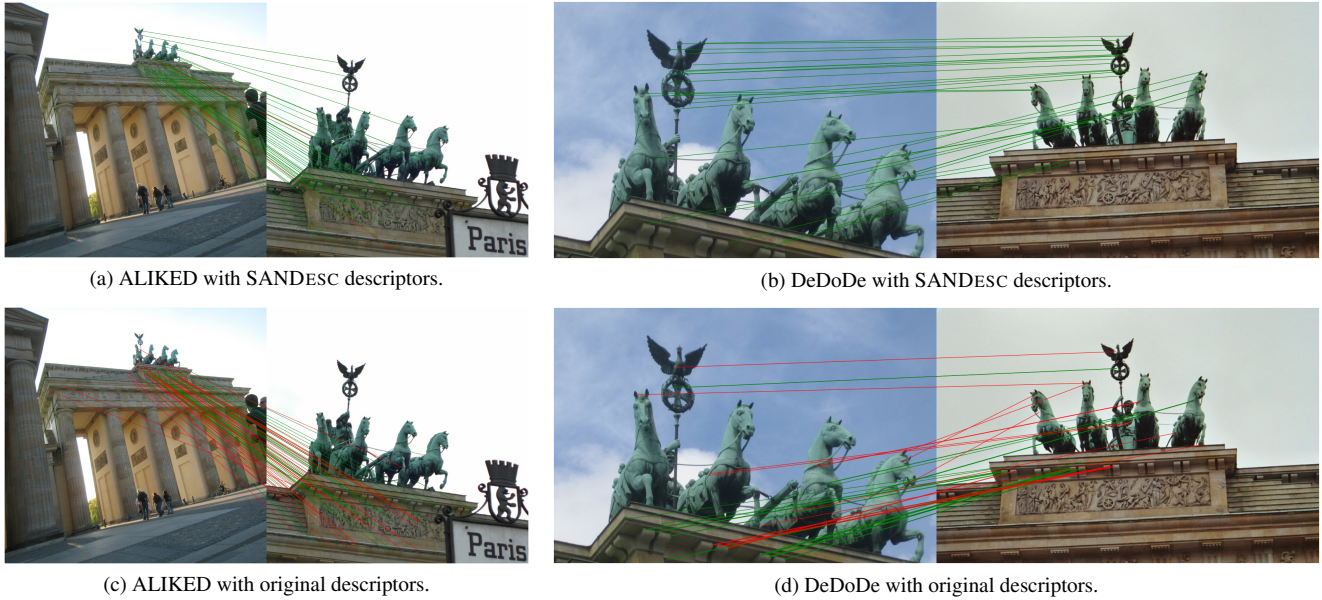 Paris
(a) ALIKED with SANDESC descriptors.
(b) DeDoDe with SANDESC descriptors.
Paris
(c) ALIKED with original descriptors.
(d) DeDoDe with original descriptors.